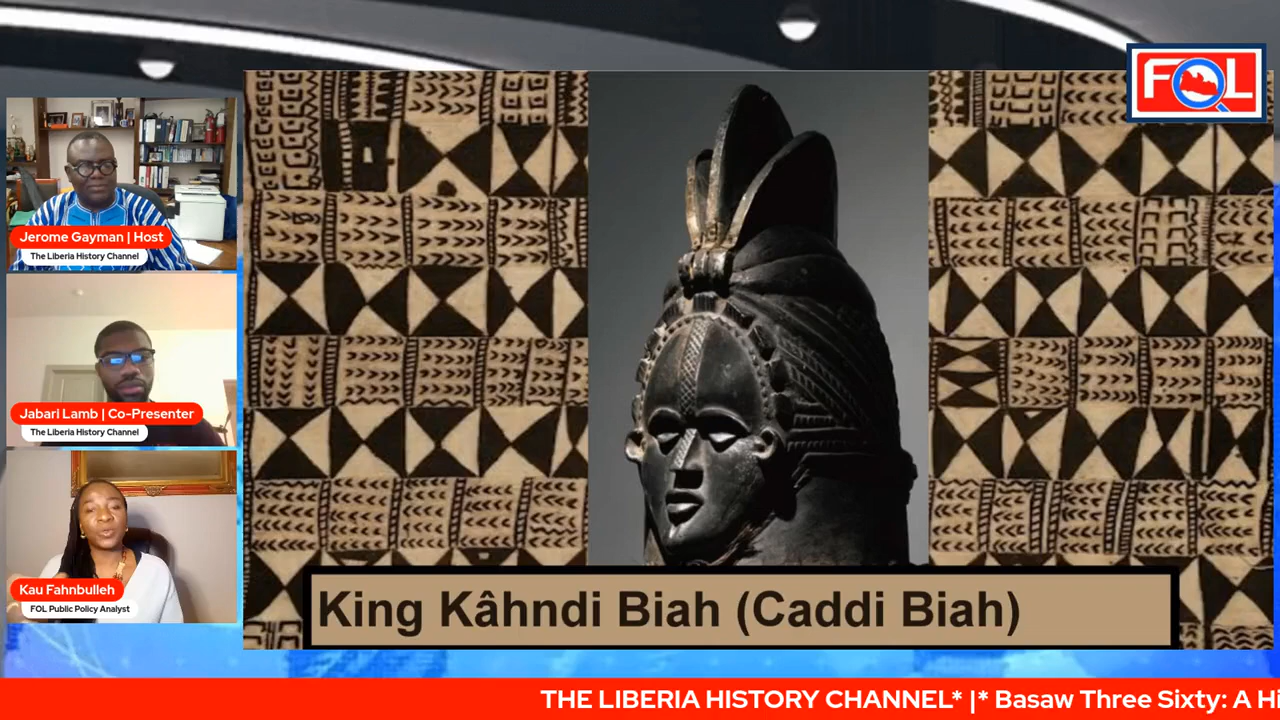 FOL
Jerome Gayman | Host
The Liberia History Channel
Jabari Lamb | Co-Presenter
The Liberia History Channel
Kau Fahnbulleh
FOL Public Policy Analyst
King Kâhndi Biah (Caddi Biah)
THE LIBERIA HISTORY CHANNEL* |* Basaw Three Sixty: A Hi